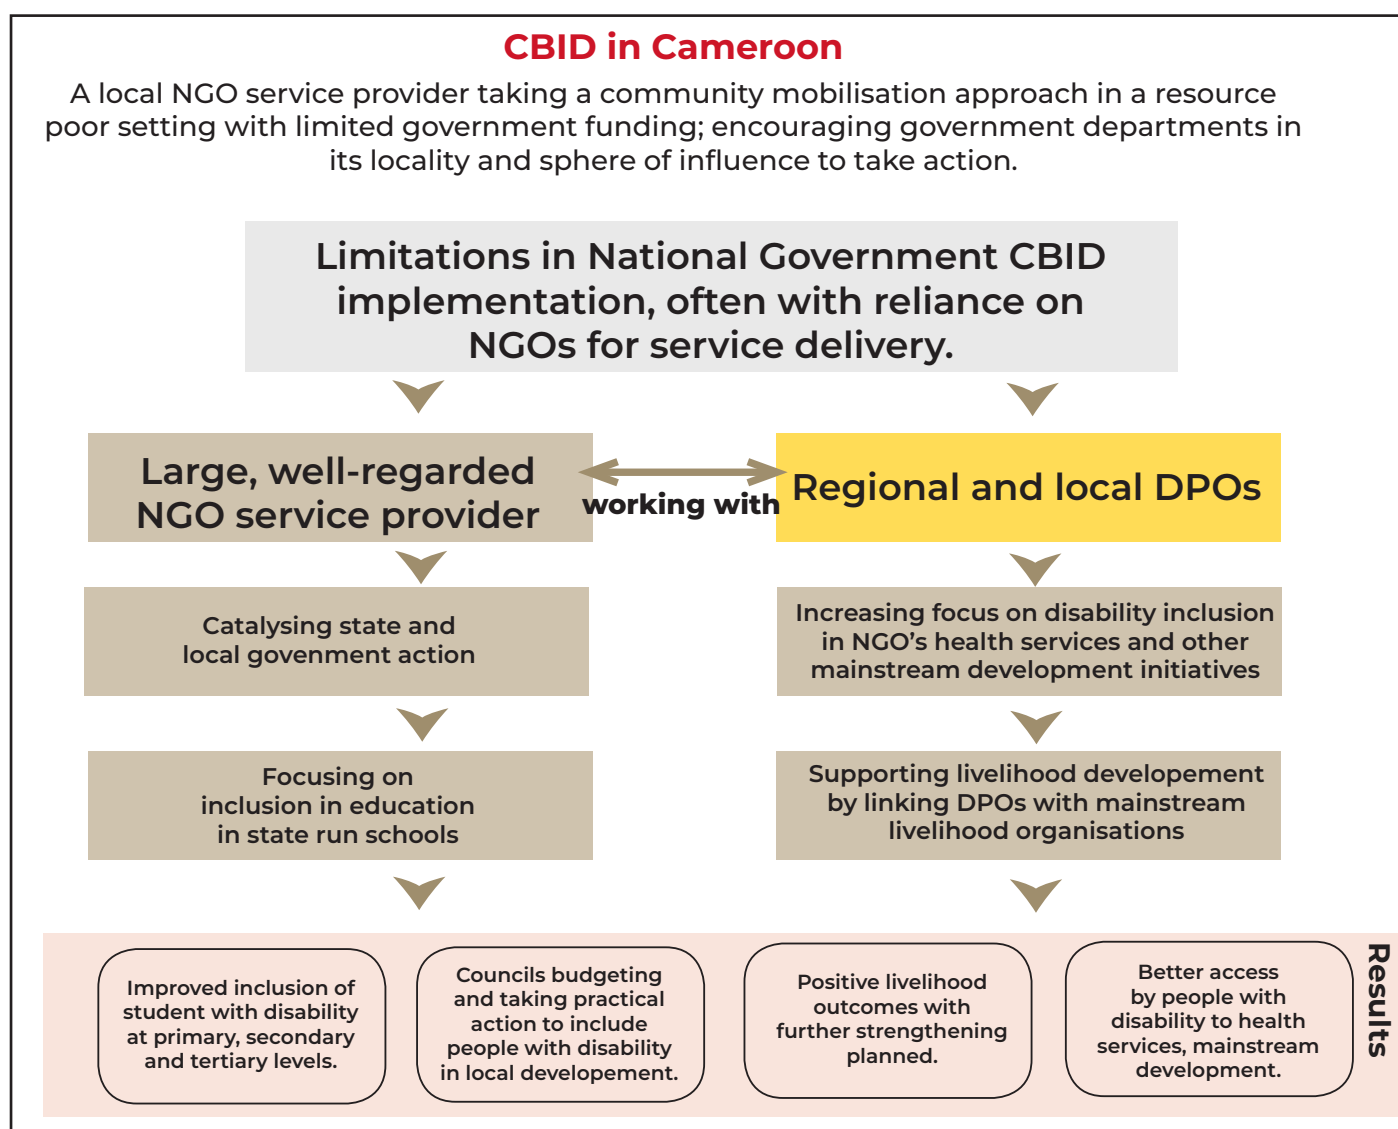 CBID in Cameroon
A local NGO service provider taking a community mobilisation approach in a resource
poor setting with limited government funding; encouraging government departments in
its locality and sphere of influence to take action.
Limitations in National Government CBID
implementation, often with reliance on
NGOs for service delivery.
Large, well-regarded
NGO service provider
working with
Regional and local DPOs
Catalysing state and
local govenment action
Increasing focus on disability inclusion
in NGO’s health services and other
mainstream development initiatives
Focusing on
inclusion in education
in state run schools
Supporting livelihood developement
by linking DPOs with mainstream
livelihood organisations
Improved inclusion of
student with disability
at primary, secondary
and tertiary levels.
Councils budgeting
and taking practical
action to include
people with disability
in local developement.
Positive livelihood
outcomes with
further strengthening
planned.
Better access
by people with
disability to health
services, mainstream
development.
Results